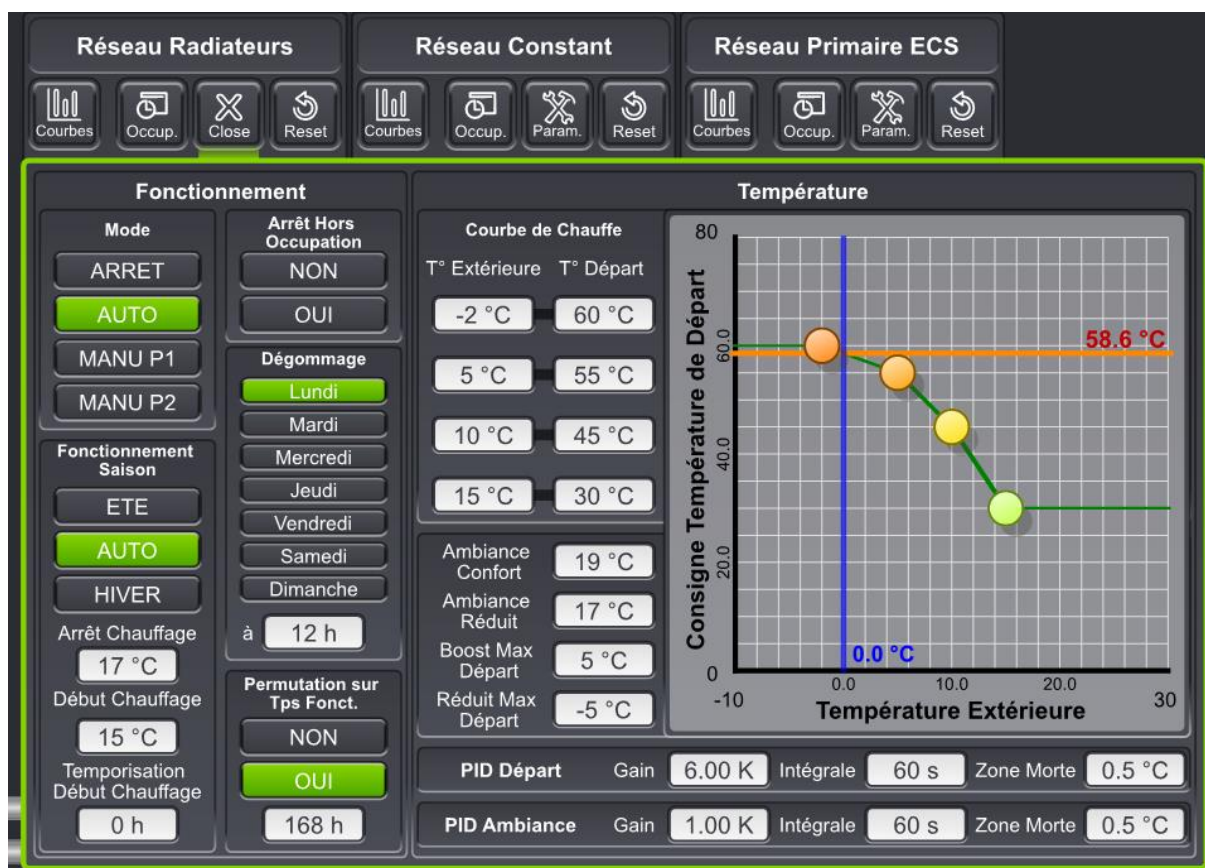 Réseau Radiateurs
Réseau Constant
Réseau Primaire ECS
Courbes
Occup.
Close
Reset
Courbes
Occup.
Param.
Reset
Courbes
Occup.
Param.
Reset
Fonctionnement
Mode
ARRET
AUTO
MANU P1
MANU P2
Fonctionnement
Saison
ETE
AUTO
HIVER
Arrêt Chauffage
17 °C
Début Chauffage
15 °C
Temporisation
Début Chauffage
0 h
Arrêt Hors
Occupation
NON
OUI
Dégommage
Lundi
Mardi
Mercredi
Jeudi
Vendredi
Samedi
Dimanche
à 12 h
Permutation sur
Tps Fonct.
NON
OUI
168 h
Température
Courbe de Chauffe
T° Extérieure T° Départ
-2 °C 60 °C
5 °C 55 °C
10 °C 45 °C
15 °C 30 °C
Ambiance
Confort
19 °C
Ambiance
Réduit
17 °C
Boost Max
Départ
5 °C
Réduit Max
Départ
-5 °C
Consigne Température de Départ
80
60.0
40.0
20.0
0
58.6 °C
0.0 °C
-10
0.0
10.0
20.0
30
Température Extérieure
PID Départ Gain 6.00 K Intégrale 60 s Zone Morte 0.5 °C
PID Ambiance Gain 1.00 K Intégrale 60 s Zone Morte 0.5 °C